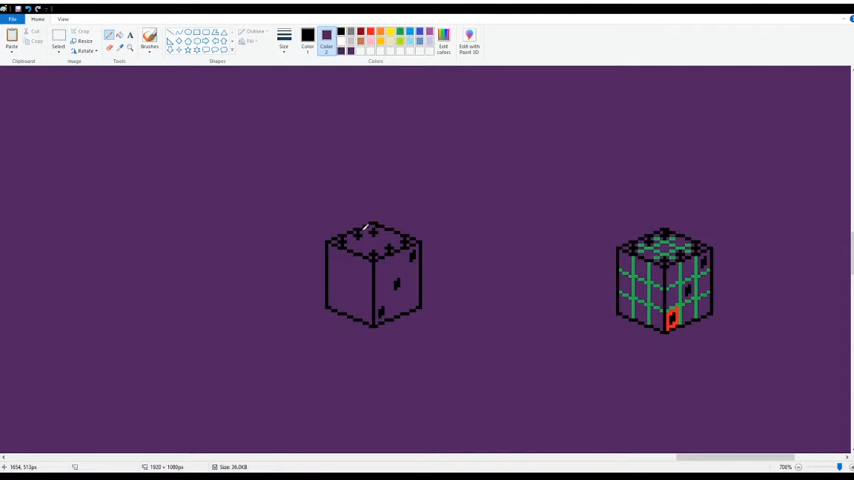 File Home View
Paste
Cut
Copy
Clipboard
Select
Crop
Resize
Rotate
Image
A
Tools
Brushes
Outline
Fill
Shapes
Size
Color 1
Color 2
Edit colors
Colors
Edit with Paint 3D
1654, 512px
1920 × 1080px
Size: 36.0KB
700%